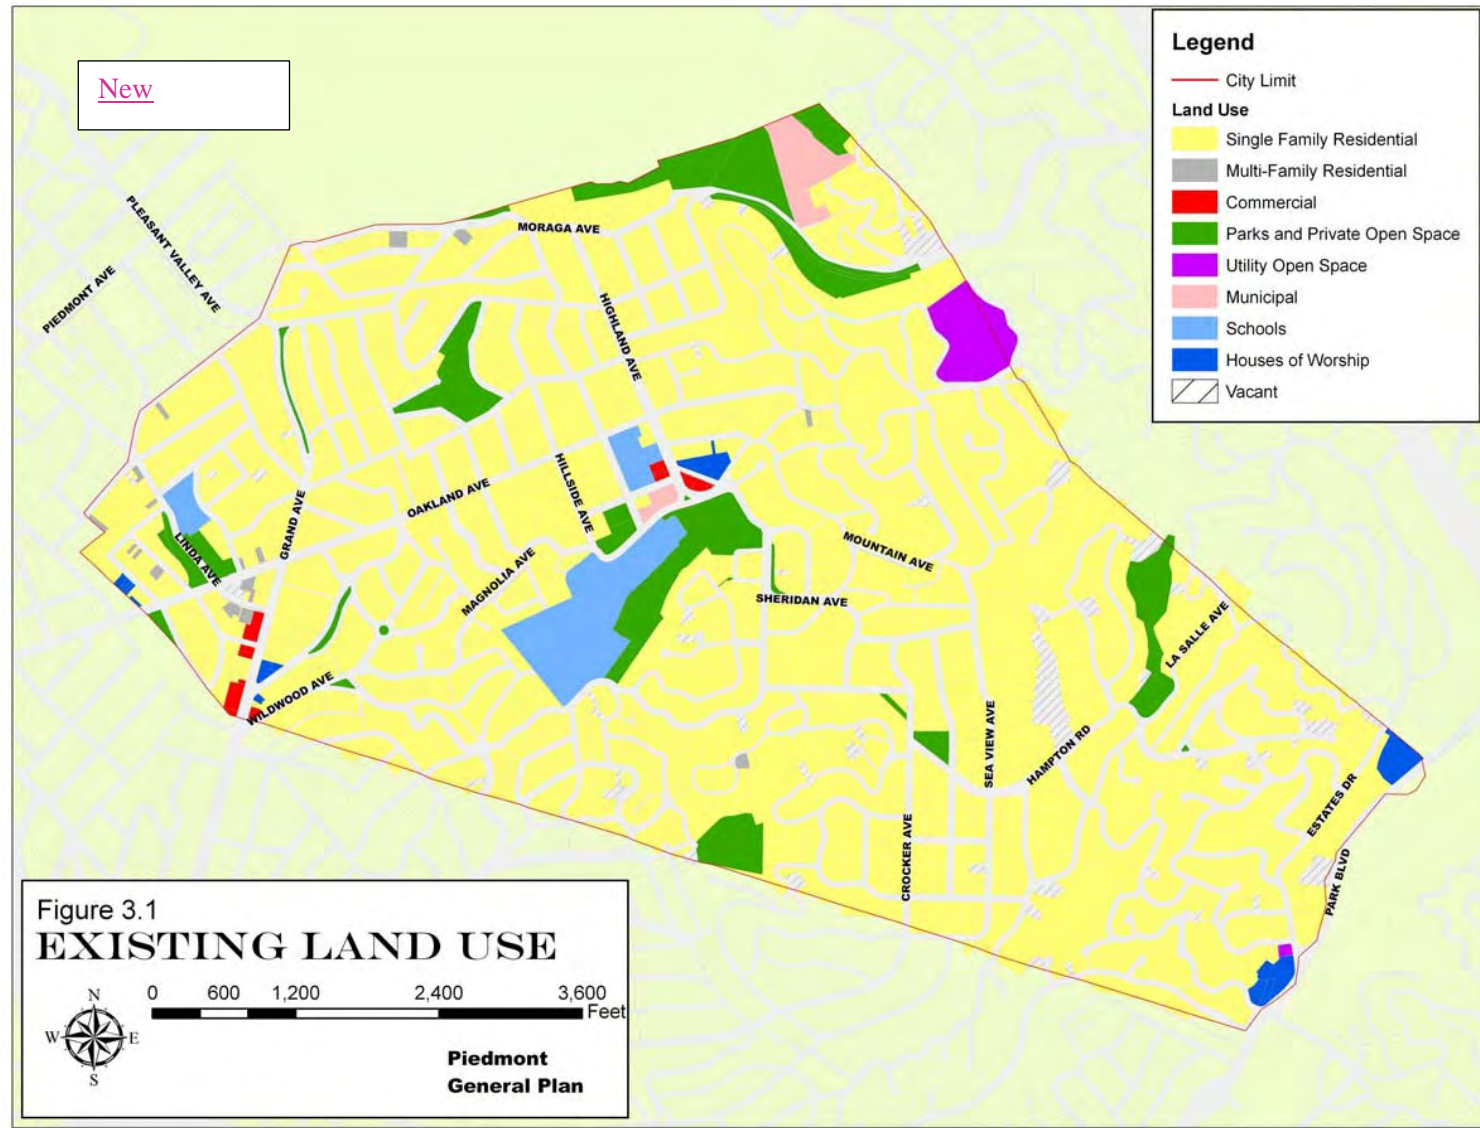 New
Legend
City Limit
Land Use
Single Family Residential
Multi-Family Residential
Commercial
Parks and Private Open Space
Utility Open Space
Municipal
Schools
Houses of Worship
Vacant
PLEASANT VALLEY AVE
PIEDMONT AVE
MORAGA AVE
HIGHLAND AVE
OAKLAND AVE
HILLSIDE AVE
GRAND AVE
LINDA AVE
MAGNOLIA AVE
MOUNTAIN AVE
SHERIDAN AVE
WILDWOOD AVE
LA SALLE AVE
SEA VIEW AVE
HAMPTON RD
CROCKER AVE
ESTATES DR
PARK BLVD
Figure 3.1
EXISTING LAND USE
N
W
E
S
0 600 1,200 2,400 3,600
Feet
Piedmont
General Plan